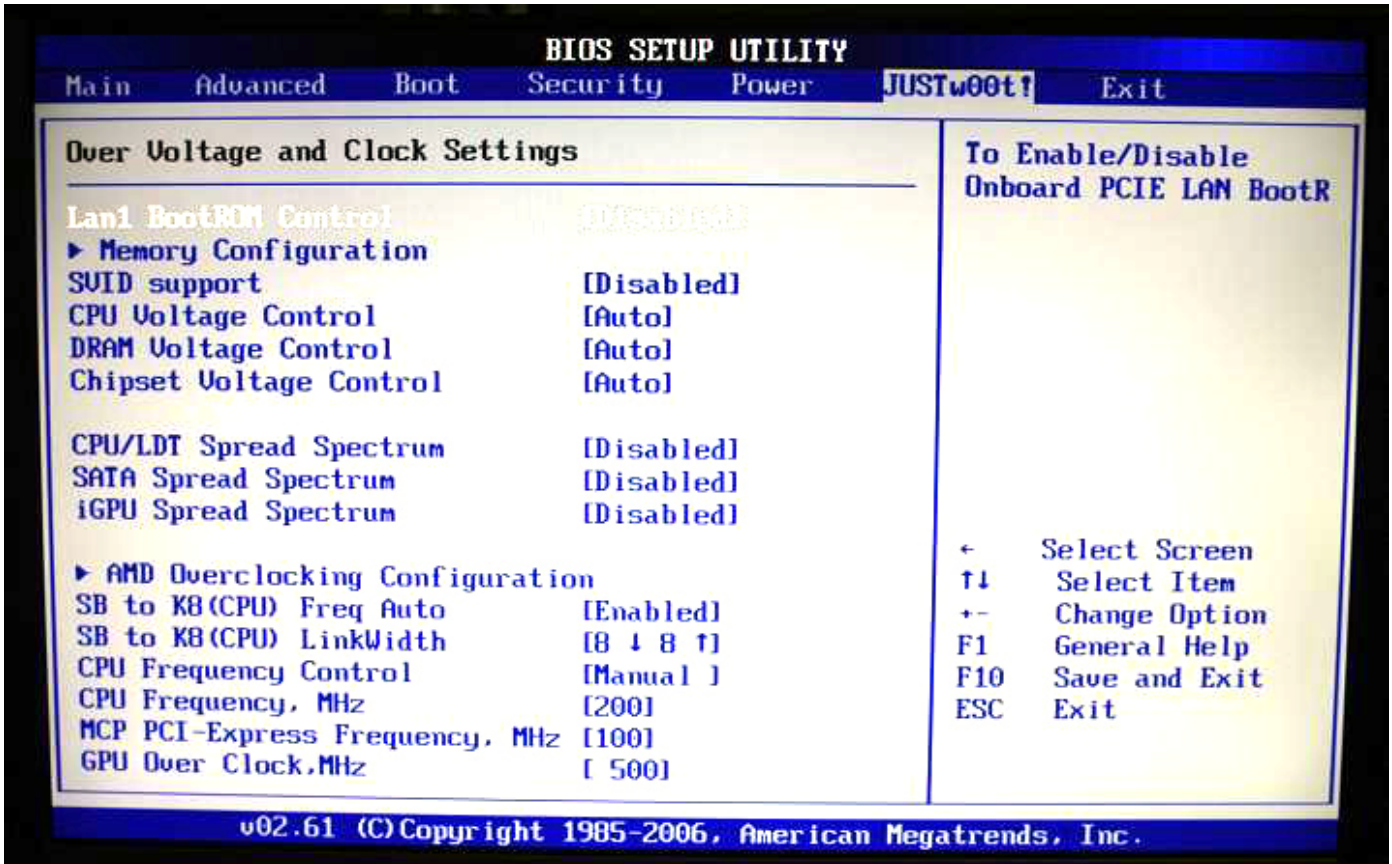 BIOS SETUP UTILITY
Main Advanced Boot Security Power JUSTw00t! Exit
Over Voltage and Clock Settings
Lan1 BootROM Control
▶ Memory Configuration
SVID support [Disabled]
CPU Voltage Control [Auto]
DRAM Voltage Control [Auto]
Chipset Voltage Control [Auto]
CPU/LDT Spread Spectrum [Disabled]
SATA Spread Spectrum [Disabled]
iGPU Spread Spectrum [Disabled]
▶ AMD Overclocking Configuration
SB to K8(CPU) Freq Auto [Enabled]
SB to K8(CPU) LinkWidth [8 ↓ 8 ↑]
CPU Frequency Control [Manual ]
CPU Frequency, MHz [200]
MCP PCI-Express Frequency, MHz [100]
GPU Over Clock,MHz [ 500]
To Enable/Disable
Onboard PCIE LAN BootR
← Select Screen
↑↓ Select Item
+- Change Option
F1 General Help
F10 Save and Exit
ESC Exit
v02.61 (C)Copyright 1985-2006, American Megatrends, Inc.